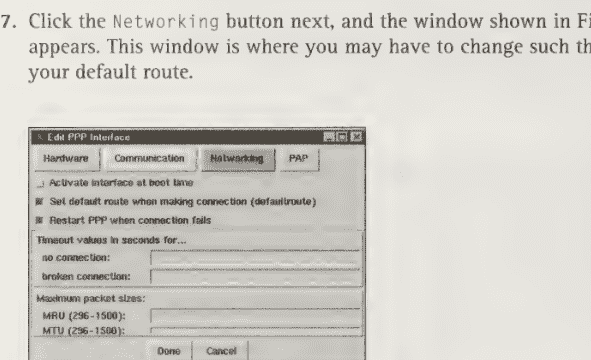 7. Click the Networking button next, and the window shown in Fi
appears. This window is where you may have to change such th
your default route.
Edit PPP Interface
Hardware Communication Networking PAP
Activate interface at boot time
Set default route when making connection (defaultroute)
Restart PPP when connection fails
Timeout values in seconds for...
no connection:
broken connection:
Maximum packet sizes:
MRU (296-1500):
MTU (296-1500):
Done Cancel